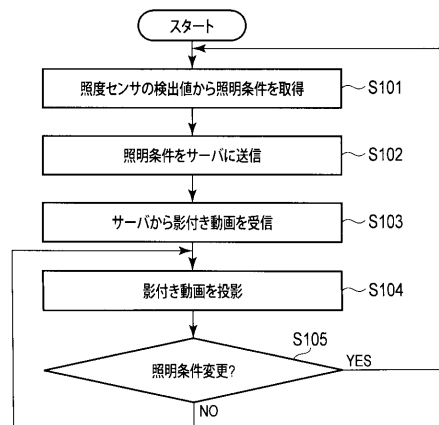 スタート
照度センサの検出値から照明条件を取得
S101
照明条件をサーバに送信
S102
サーバから影付き動画を受信
S103
影付き動画を投影
S104
S105
照明条件変更?
YES
NO